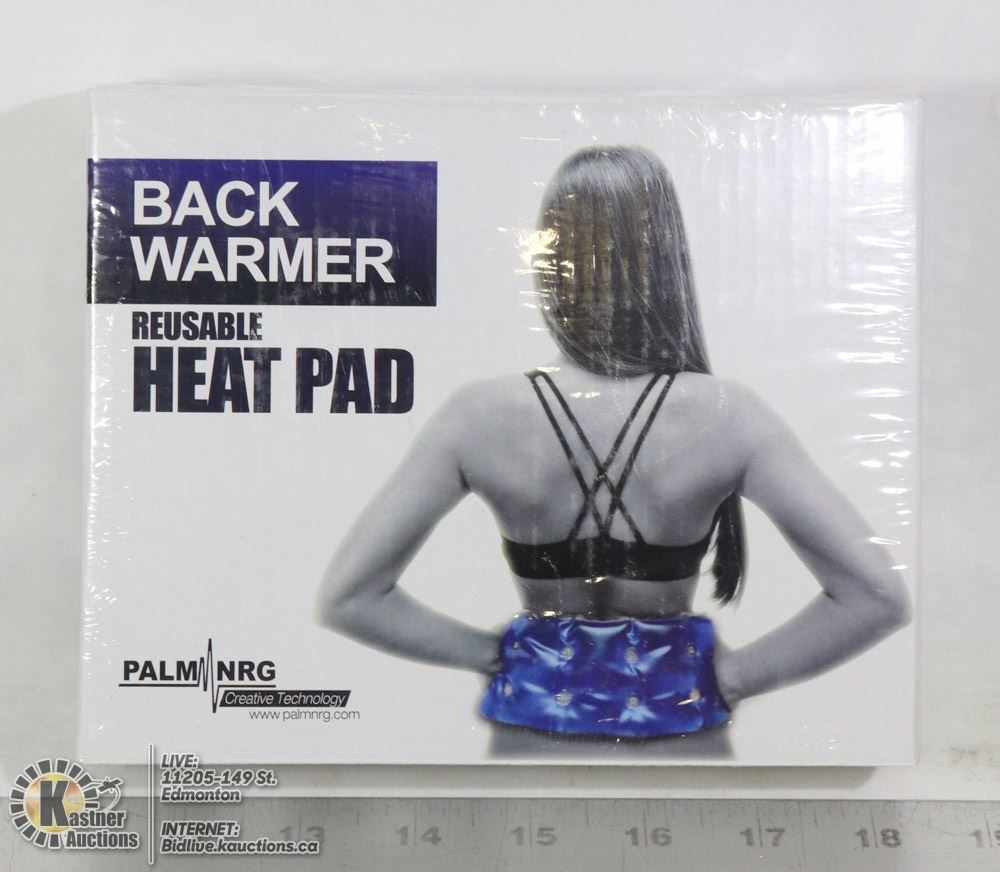 BACK
WARMER
REUSABLE
HEAT PAD
PALM NRG
Creative Technology
www.palmnrg.com
Kastner
Auctions
LIVE:
11205-149 St.
Edmonton
INTERNET:
Bidlive.kauctions.ca
13 14 15 16 17 18